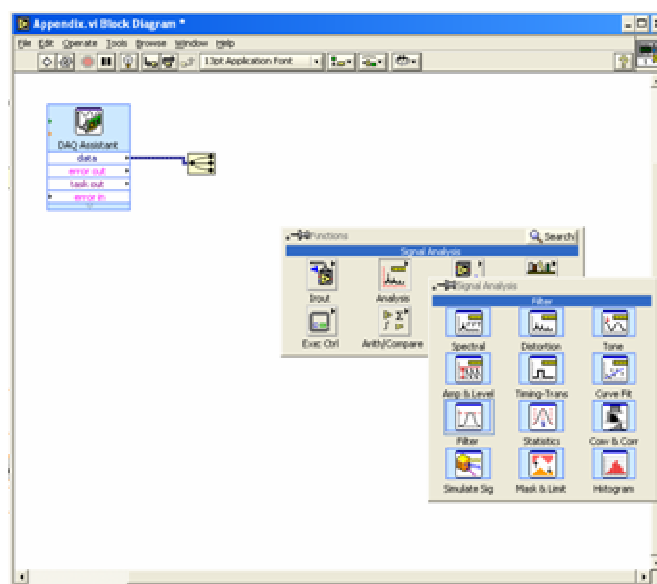 Appendix.vi Block Diagram *
File Edit Operate Tools Browse Window Help
13pt Application Font
DAQ Assistant
data
error out
task out
error in
Functions
Search
Signal Analysis
Input
Analysis
Exec Ctrl
Arith/Compare
Signal Analysis
Filter
Spectral
Distortion
Tone
Amp & Level
Timing-Trans
Curve Fit
Filter
Statistics
Conv & Corr
Simulate Sig
Mask & Limit
Histogram